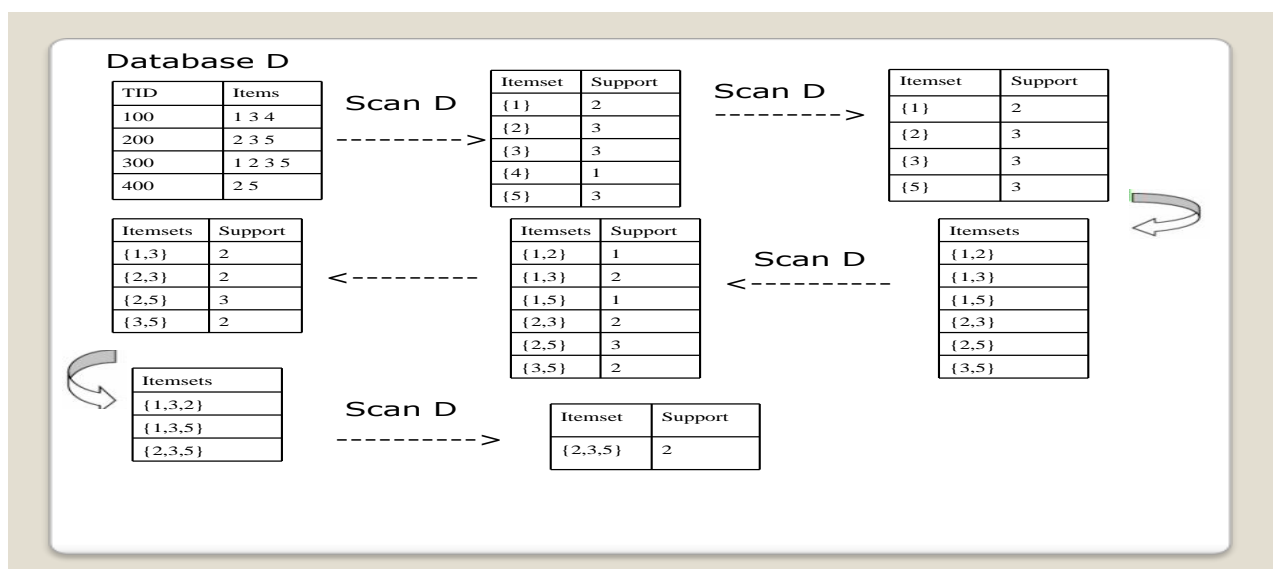 Database D
TID Items
100 1 3 4
200 2 3 5
300 1 2 3 5
400 2 5
Scan D
Itemset Support
{1} 2
{2} 3
{3} 3
{4} 1
{5} 3
Scan D
Itemset Support
{1} 2
{2} 3
{3} 3
{5} 3
Itemsets
{1,2}
{1,3}
{1,5}
{2,3}
{2,5}
{3,5}
Scan D
Itemsets Support
{1,2} 1
{1,3} 2
{1,5} 1
{2,3} 2
{2,5} 3
{3,5} 2
Itemsets Support
{1,3} 2
{2,3} 2
{2,5} 3
{3,5} 2
Itemsets
{1,3,2}
{1,3,5}
{2,3,5}
Scan D
Itemset Support
{2,3,5} 2